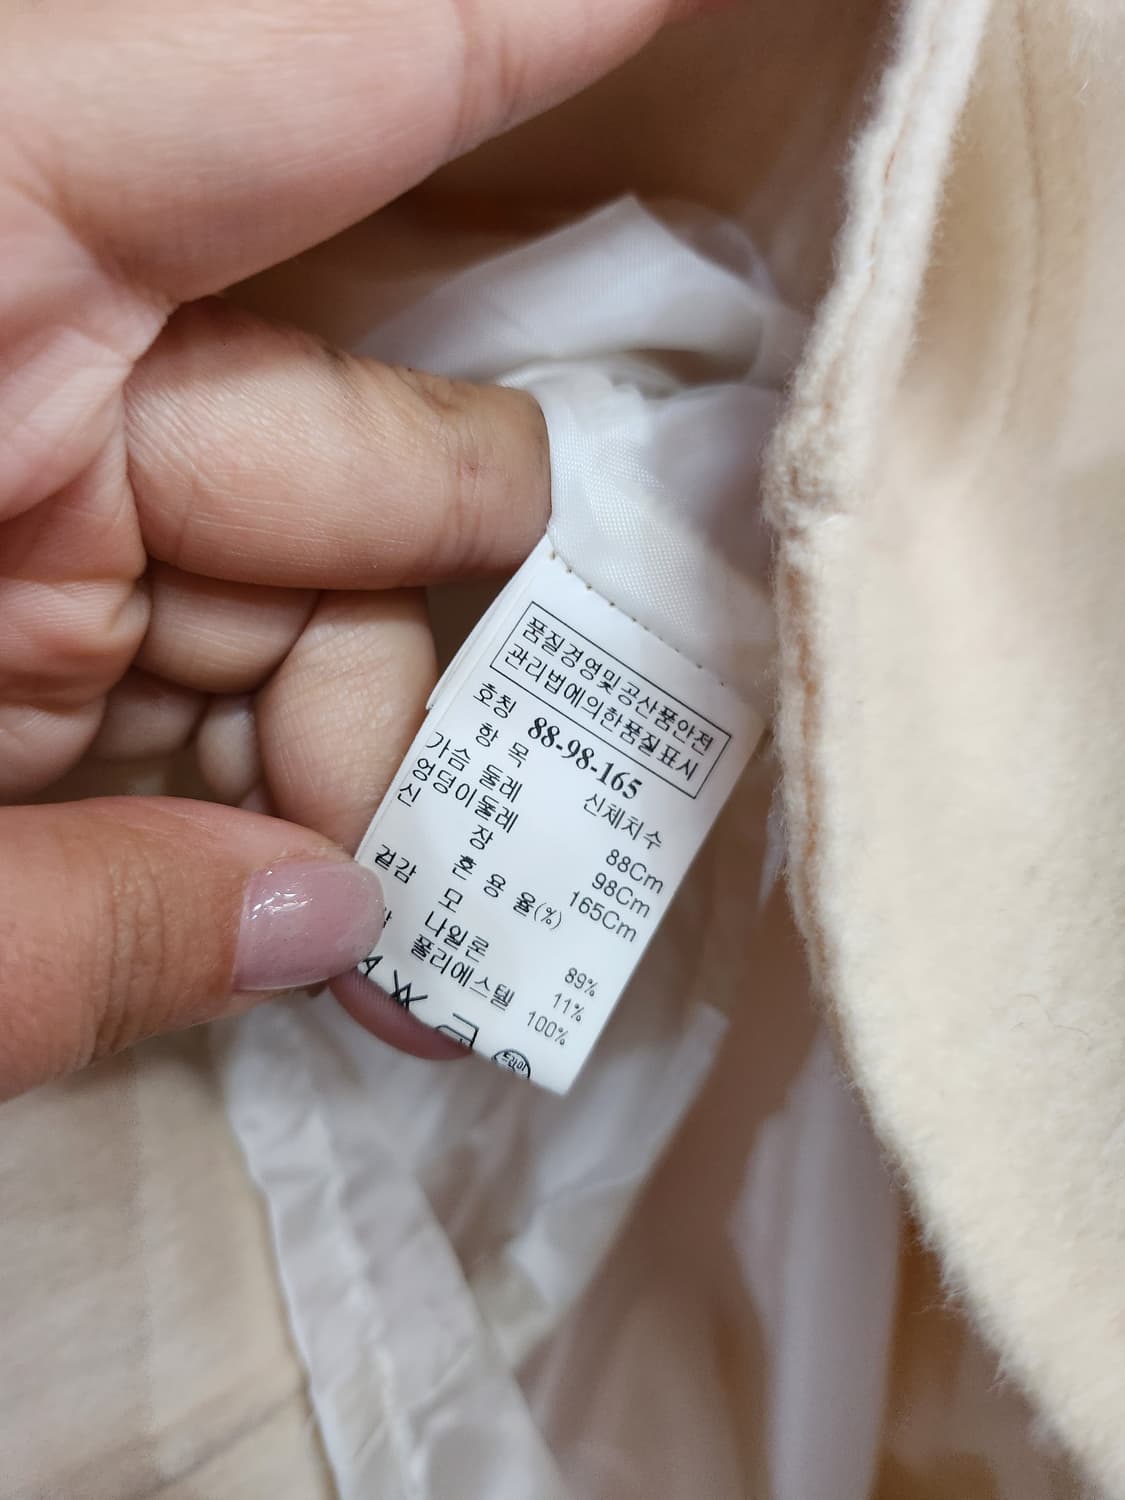 품질경영및공산품안전
관리법에의한품질표시
호칭 88-98-165
항 목 신체치수
가슴 둘레 88Cm
엉덩이둘레 98Cm
신 장 165Cm
혼 용 율(%)
겉감 모 89%
나일론 11%
폴리에스텔 100%
드라이